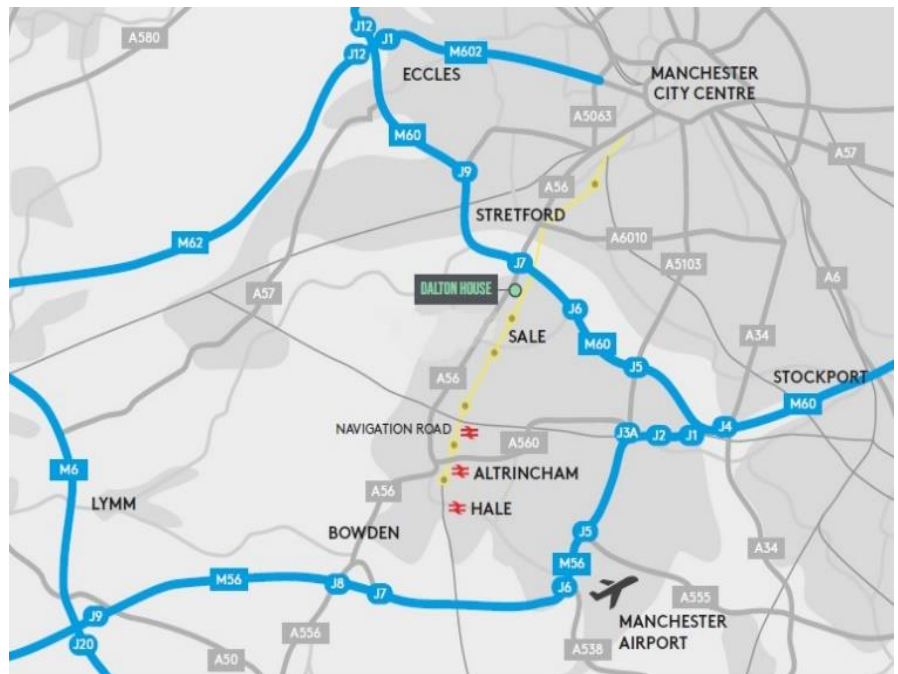 J12
A580
J1
J12
M602
ECCLES
MANCHESTER
CITY CENTRE
A5063
M60
A57
J9
A56
STRETFORD
M62
A6010
J7
A5103
A6
DALTON HOUSE
A57
J6
SALE
A34
M60
J5
STOCKPORT
A56
M60
NAVIGATION ROAD
J4
J3A
J2
J1
A560
M6
ALTRINCHAM
A56
LYMM
HALE
BOWDEN
J5
A34
M56
M56
J8
J6
J7
A555
J9
MANCHESTER
AIRPORT
A556
J20
A538
A50